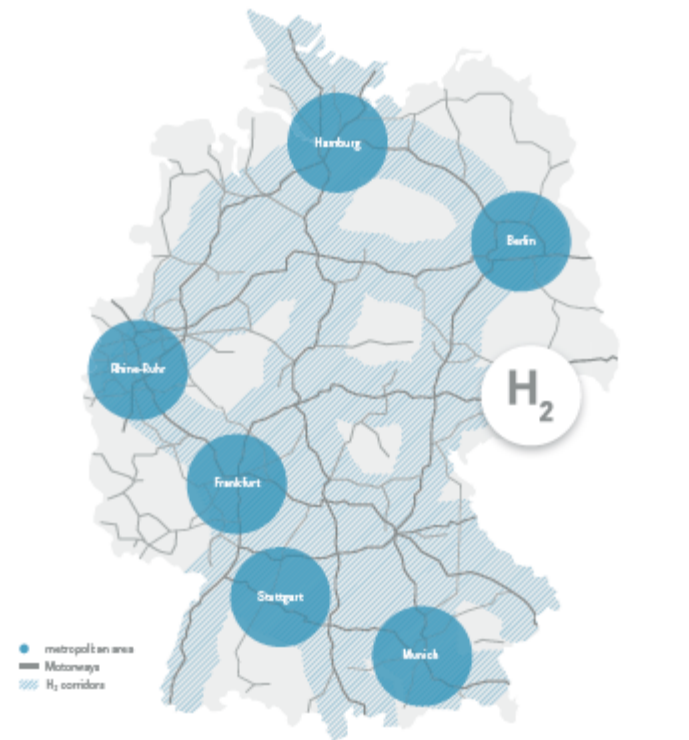 Hamburg
Berlin
Rhine-Ruhr
H₂
Frankfurt
Stuttgart
Munich
metropolitan area
Motorways
H₂ corridors